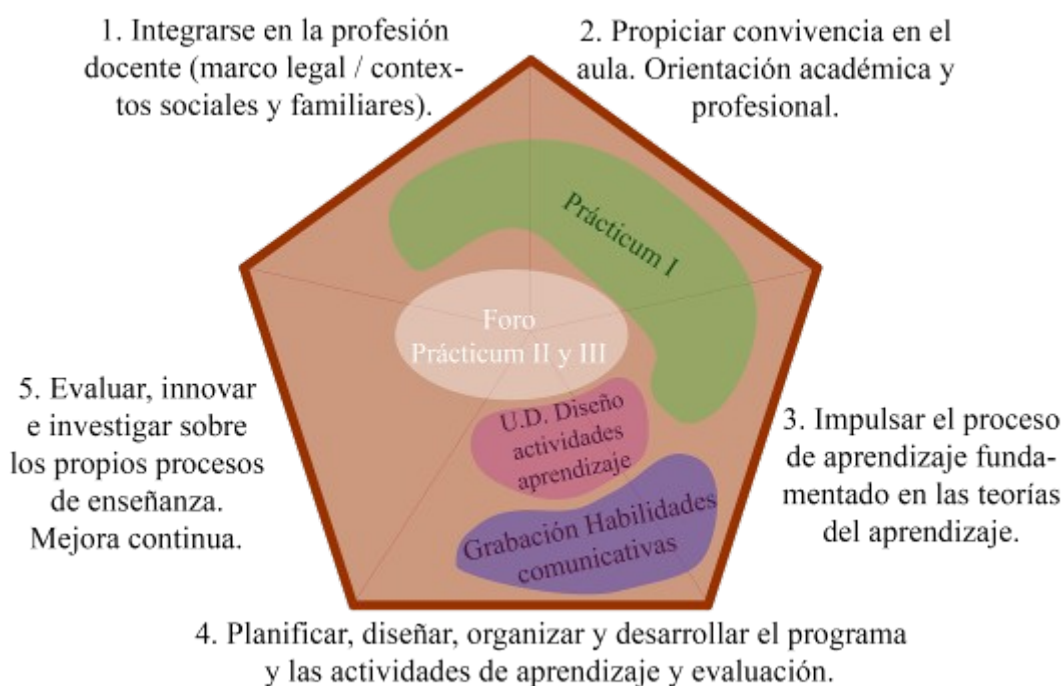 1. Integrarse en la profesión
docente (marco legal / contex-
tos sociales y familiares).
2. Propiciar convivencia en el
aula. Orientación académica y
profesional.
Prácticum I
Foro
Prácticum II y III
U.D. Diseño
actividades
aprendizaje
Grabación Habilidades
comunicativas
5. Evaluar, innovar
e investigar sobre
los propios procesos
de enseñanza.
Mejora continua.
3. Impulsar el proceso
de aprendizaje funda-
mentado en las teorías
del aprendizaje.
4. Planificar, diseñar, organizar y desarrollar el programa
y las actividades de aprendizaje y evaluación.